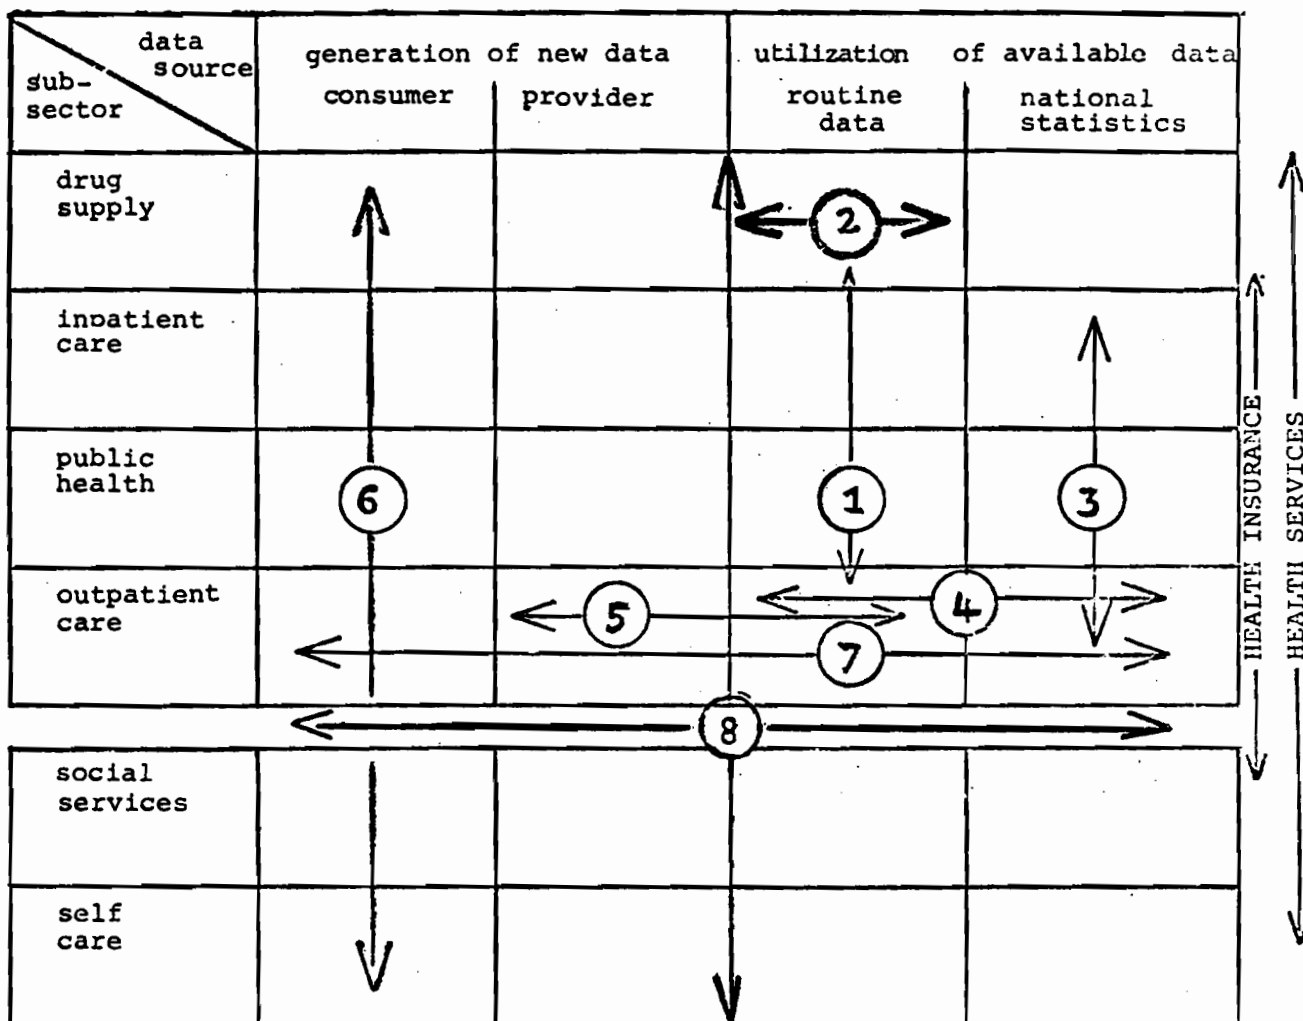 data
source
sub-
sector
generation of new data
consumer
provider
utilization of available data
routine
data
national
statistics
drug
supply
2
inpatient
care
public
health
6
1
3
outpatient
care
5
4
7
8
social
services
self
care
HEALTH INSURANCE
HEALTH SERVICES